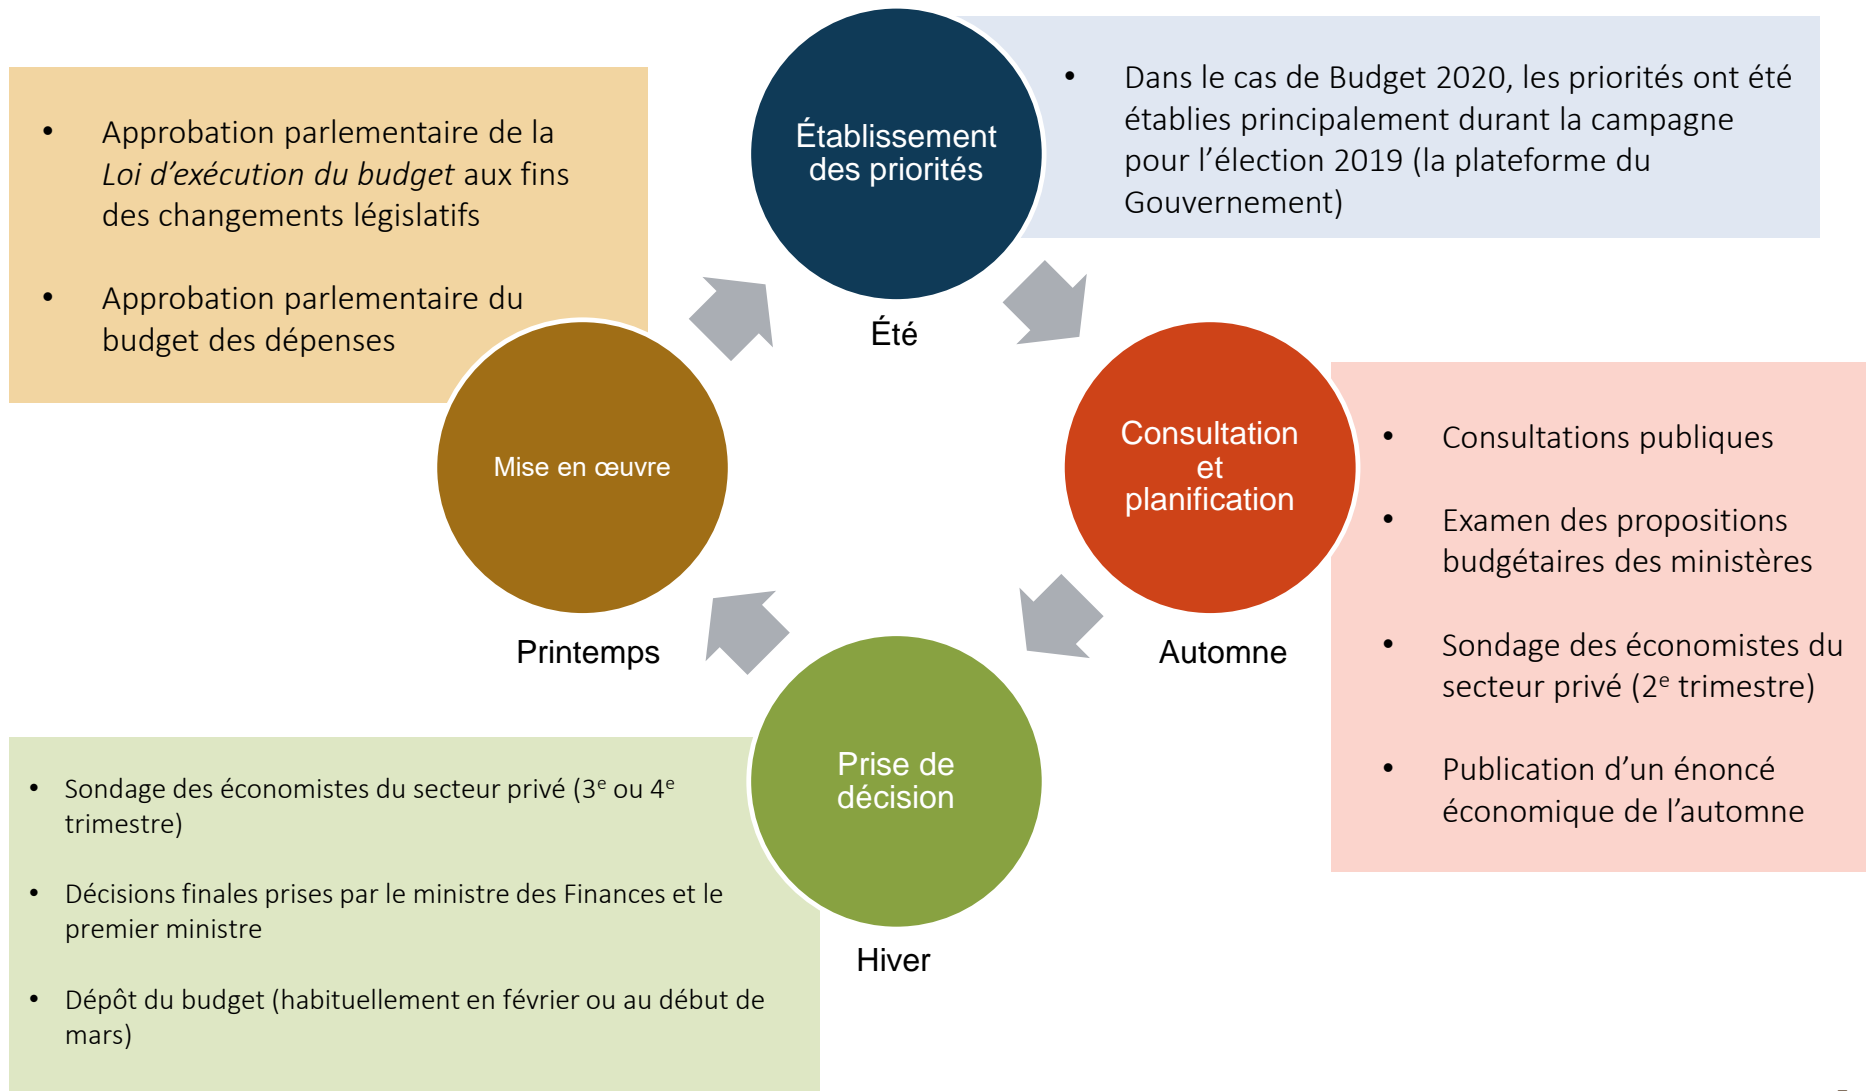 Établissement
des priorités
Été
• Dans le cas de Budget 2020, les priorités ont été
établies principalement durant la campagne
pour l’élection 2019 (la plateforme du
Gouvernement)
Consultation
et
planification
Automne
• Consultations publiques
• Examen des propositions
budgétaires des ministères
• Sondage des économistes du
secteur privé (2e trimestre)
• Publication d’un énoncé
économique de l’automne
Prise de
décision
Hiver
• Sondage des économistes du secteur privé (3e ou 4e
trimestre)
• Décisions finales prises par le ministre des Finances et le
premier ministre
• Dépôt du budget (habituellement en février ou au début de
mars)
Mise en œuvre
Printemps
• Approbation parlementaire de la
Loi d’exécution du budget aux fins
des changements législatifs
• Approbation parlementaire du
budget des dépenses